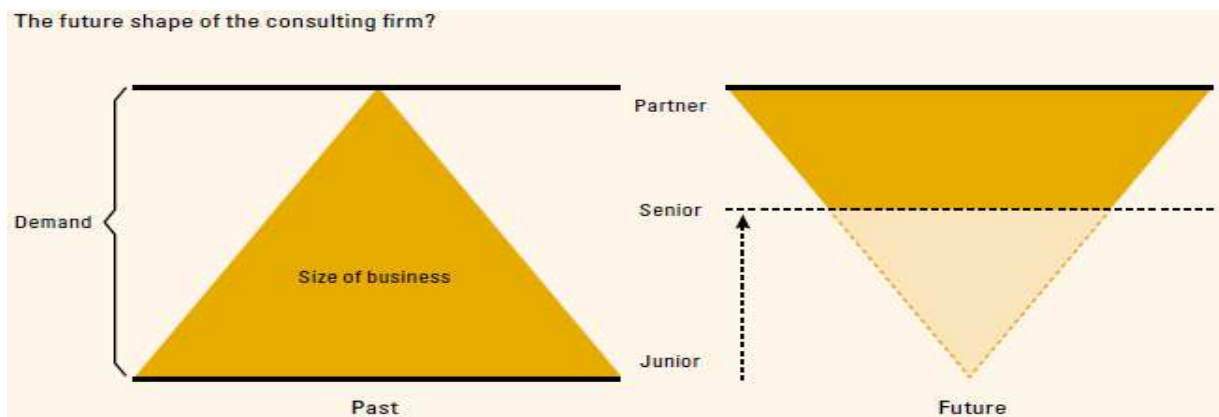 The future shape of the consulting firm?
Partner
Demand
Senior
Size of business
Junior
Past
Future